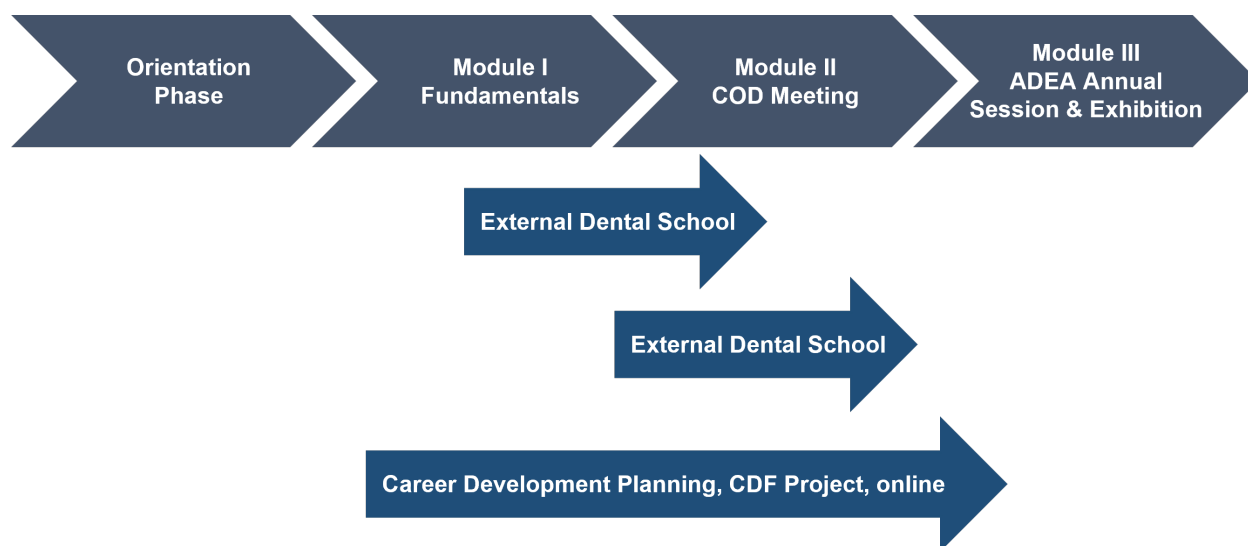 Orientation
Phase
Module I
Fundamentals
Module II
COD Meeting
Module III
ADEA Annual
Session & Exhibition
External Dental School
External Dental School
Career Development Planning, CDF Project, online